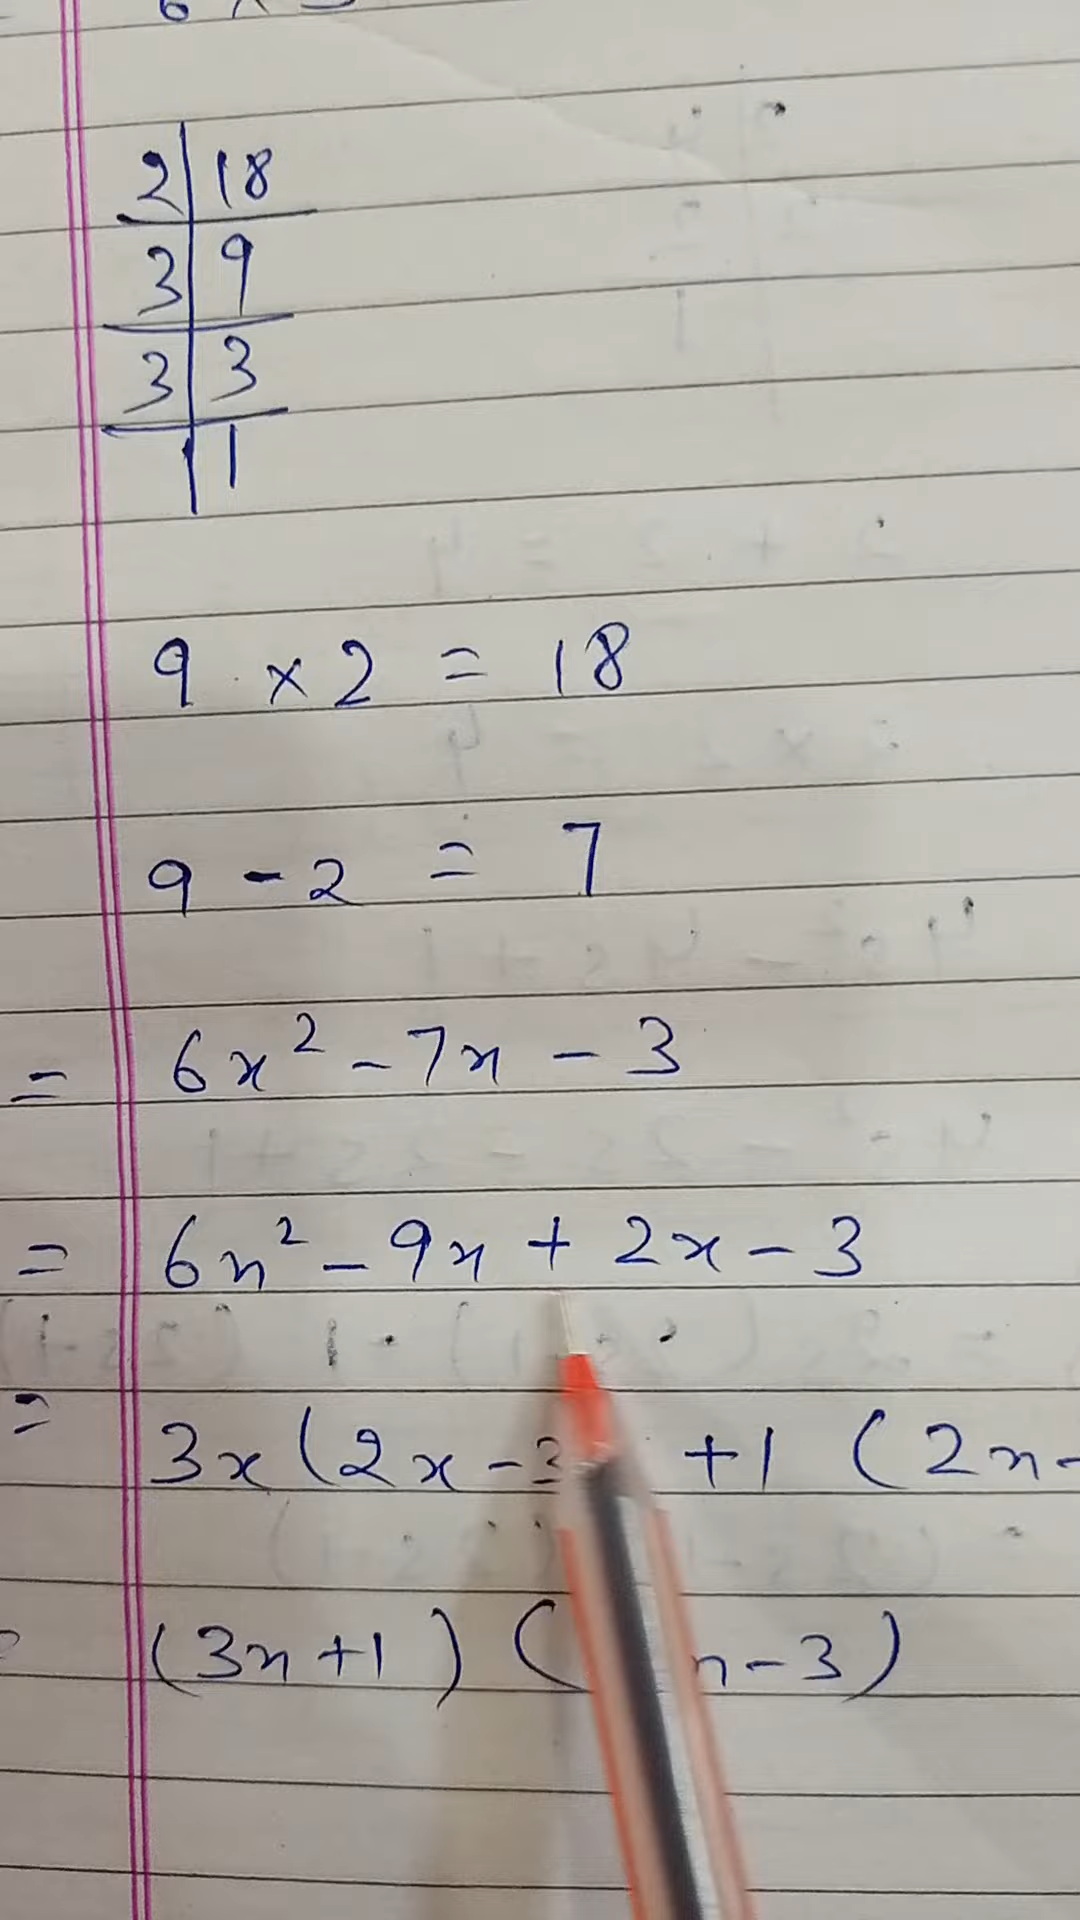 2 | 18
3 | 9
3 | 3
| 1
9 × 2 = 18
9 - 2 = 7
= 6x² - 7x - 3
= 6x² - 9x + 2x - 3
= 3x (2x - 3 +1 (2x -
= (3x+1) ( x-3)